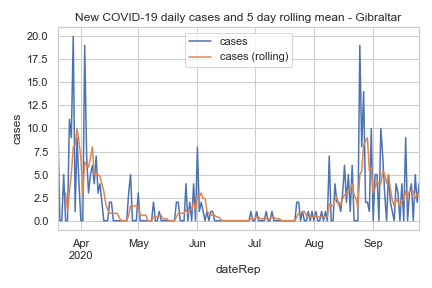 New COVID-19 daily cases and 5 day rolling mean - Gibraltar
cases
cases (rolling)
20.0
17.5
15.0
12.5
10.0
7.5
5.0
2.5
0.0
cases
Apr May Jun Jul Aug Sep
2020
dateRep